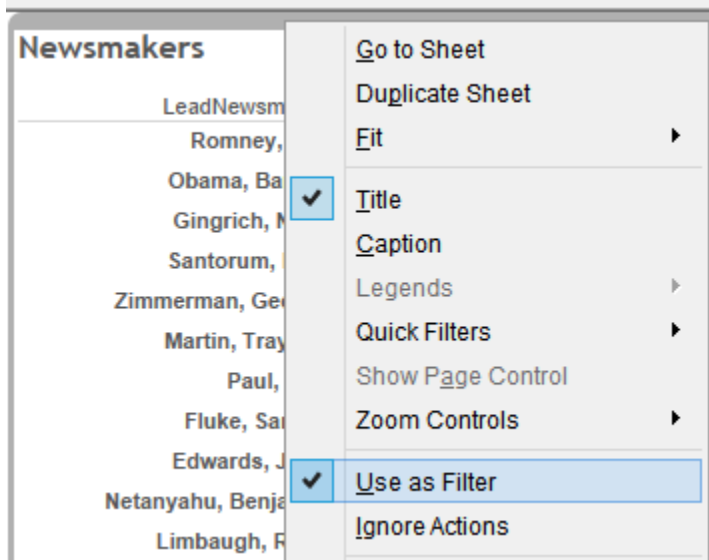 Newsmakers
LeadNewsm
Romney,
Obama, Ba
Gingrich,
Santorum,
Zimmerman, Ge
Martin, Tray
Paul,
Fluke, Sa
Edwards, J
Netanyahu, Benja
Limbaugh, R
Go to Sheet
Duplicate Sheet
Fit
Title
Caption
Legends
Quick Filters
Show Page Control
Zoom Controls
Use as Filter
Ignore Actions